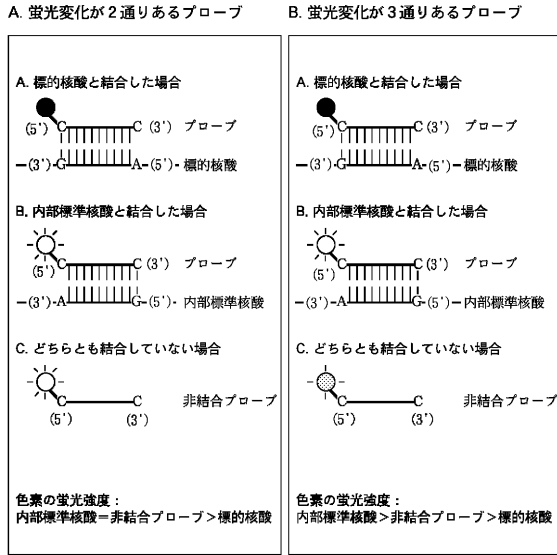 A. 蛍光変化が2通りあるプローブ
A. 標的核酸と結合した場合
(5') C C (3') プローブ
(3') G A (5') 標的核酸
B. 内部標準核酸と結合した場合
(5') C C (3') プローブ
(3') A G (5') 内部標準核酸
C. どちらとも結合していない場合
C C 非結合プローブ
(5') (3')
色素の蛍光強度：
内部標準核酸＝非結合プローブ＞標的核酸
B. 蛍光変化が3通りあるプローブ
A. 標的核酸と結合した場合
(5') C C (3') プローブ
(3') G A (5') 標的核酸
B. 内部標準核酸と結合した場合
(5') C C (3') プローブ
(3') A G (5') 内部標準核酸
C. どちらとも結合していない場合
C C 非結合プローブ
(5') (3')
色素の蛍光強度：
内部標準核酸＞非結合プローブ＞標的核酸